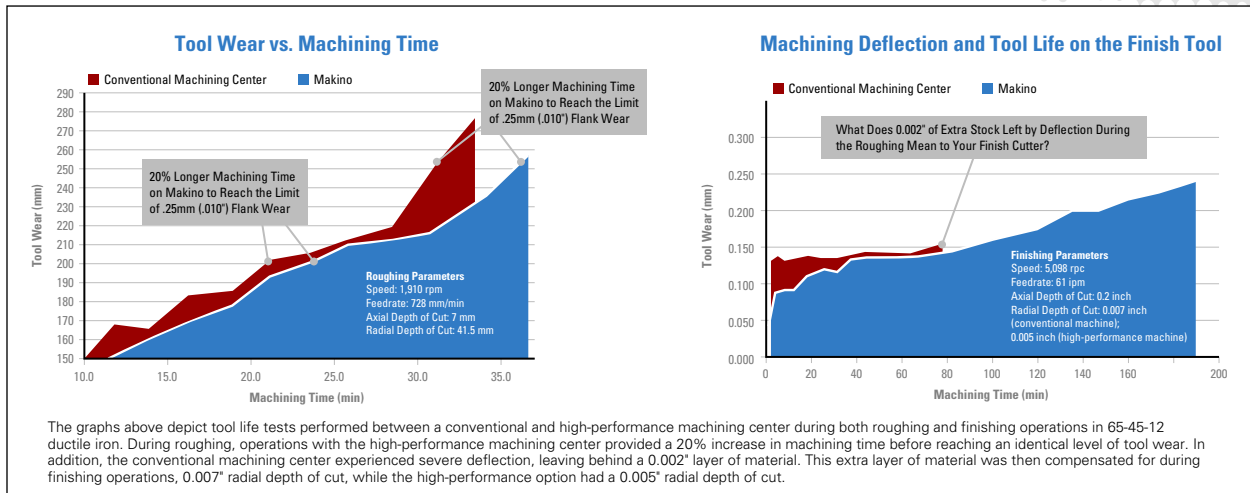 Tool Wear vs. Machining Time
Conventional Machining Center
Makino
20% Longer Machining Time
on Makino to Reach the Limit
of .25mm (.010") Flank Wear
20% Longer Machining Time
on Makino to Reach the Limit
of .25mm (.010") Flank Wear
Tool Wear (mm)
290
280
270
260
250
240
230
220
210
200
190
180
170
160
150
Roughing Parameters
Speed: 1,910 rpm
Feedrate: 728 mm/min
Axial Depth of Cut: 7 mm
Radial Depth of Cut: 41.5 mm
10.0 15.0 20.0 25.0 30.0 35.0
Machining Time (min)
Machining Deflection and Tool Life on the Finish Tool
Conventional Machining Center
Makino
What Does 0.002" of Extra Stock Left by Deflection During
the Roughing Mean to Your Finish Cutter?
Tool Wear (mm)
0.300
0.250
0.200
0.150
0.100
0.050
0.000
Finishing Parameters
Speed: 5,098 rpc
Feedrate: 61 ipm
Axial Depth of Cut: 0.2 inch
Radial Depth of Cut: 0.007 inch
(conventional machine);
0.005 inch (high-performance machine)
0 20 40 60 80 100 120 140 160 180 200
Machining Time (min)
The graphs above depict tool life tests performed between a conventional and high-performance machining center during both roughing and finishing operations in 65-45-12
ductile iron. During roughing, operations with the high-performance machining center provided a 20% increase in machining time before reaching an identical level of tool wear. In
addition, the conventional machining center experienced severe deflection, leaving behind a 0.002" layer of material. This extra layer of material was then compensated for during
finishing operations, 0.007" radial depth of cut, while the high-performance option had a 0.005" radial depth of cut.